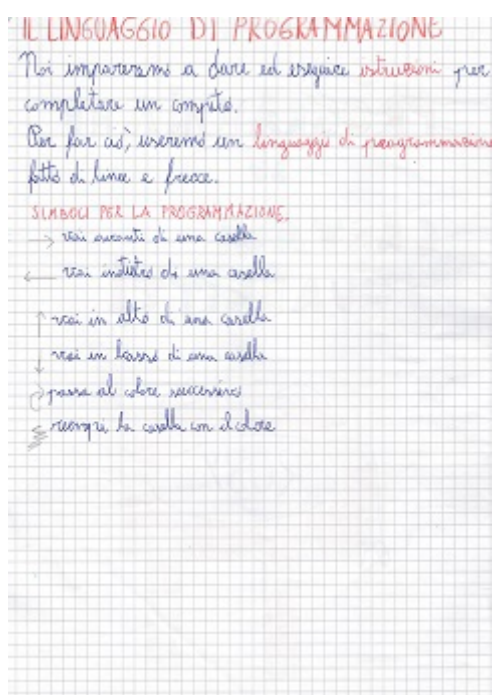 IL LINGUAGGIO DI PROGRAMMAZIONE
Noi impareremo a dare ed eseguire istruzioni per
completare un compito.
Per far ciò, useremo un linguaggio di programmazione
fatto di linee e frecce.
SIMBOLI PER LA PROGRAMMAZIONE.
→ vai avanti di una casella
← vai indietro di una casella
↑ vai in alto di una casella
↓ vai in basso di una casella
passa al colore successivo
riempi la casella con il colore